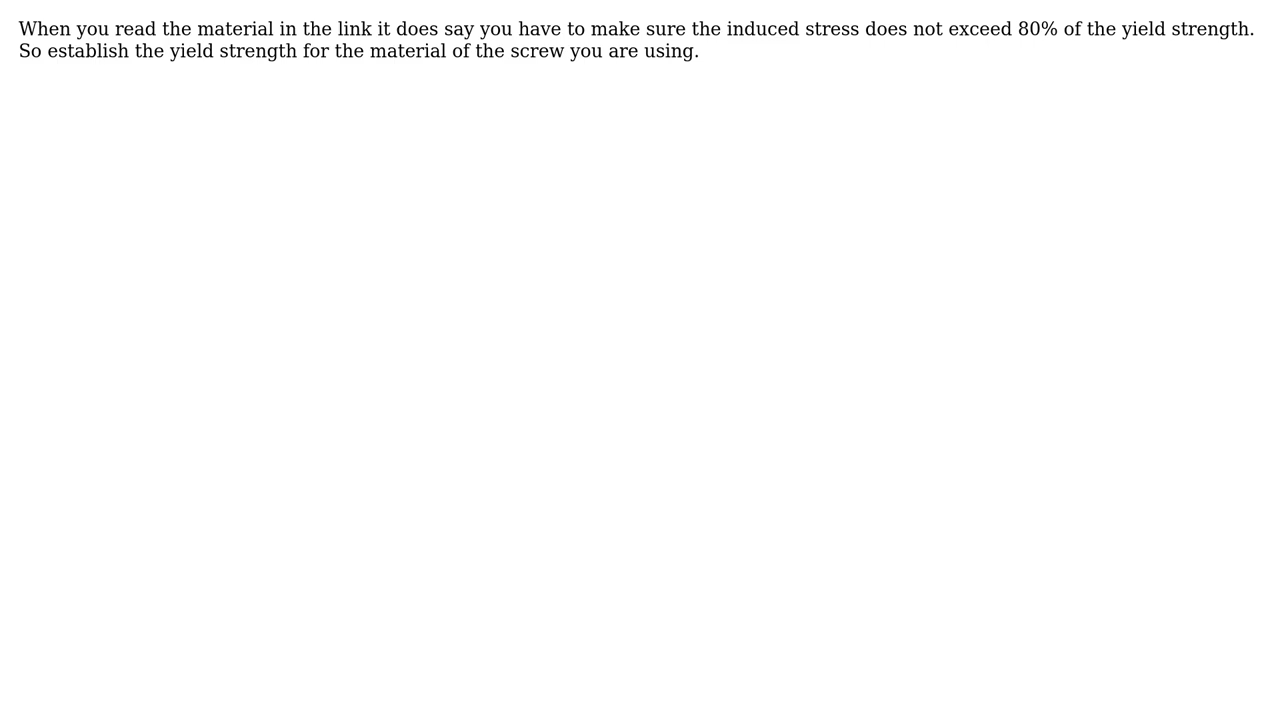 When you read the material in the link it does say you have to make sure the induced stress does not exceed 80% of the yield strength.
So establish the yield strength for the material of the screw you are using.